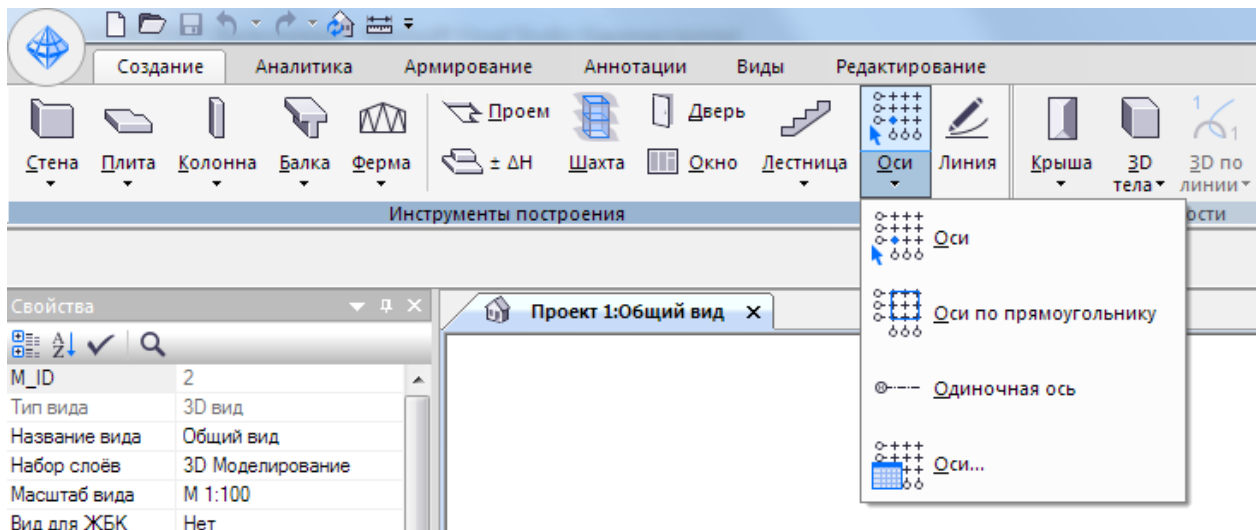 Создание Аналитика Армирование Аннотации Виды Редактирование
Проем Дверь
Стена Плита Колонна Балка Ферма ± ΔН Шахта Окно Лестница Оси Линия Крыша 3D тела 3D по линии
Инструменты построения ости
Оси
Оси по прямоугольнику
Одиночная ось
Оси...
Свойства
Проект 1:Общий вид
M_ID 2
Тип вида 3D вид
Название вида Общий вид
Набор слоёв 3D Моделирование
Масштаб вида М 1:100
Вид для ЖБК Нет